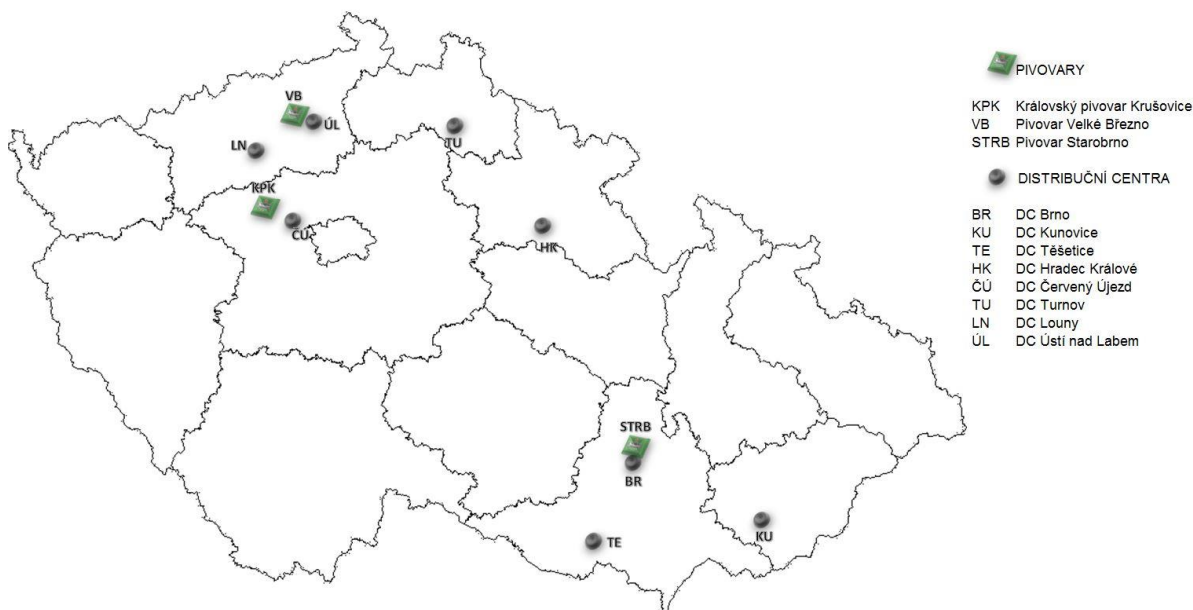 VB
ÚL
TU
LN
KPK
ČÚ
HK
STRB
BR
TE
KU
PIVOVARY
KPK Královský pivovar Krušovice
VB Pivovar Velké Březno
STRB Pivovar Starobrno
DISTRIBUČNÍ CENTRA
BR DC Brno
KU DC Kunovice
TE DC Těšetice
HK DC Hradec Králové
ČÚ DC Červený Újezd
TU DC Turnov
LN DC Louny
ÚL DC Ústí nad Labem